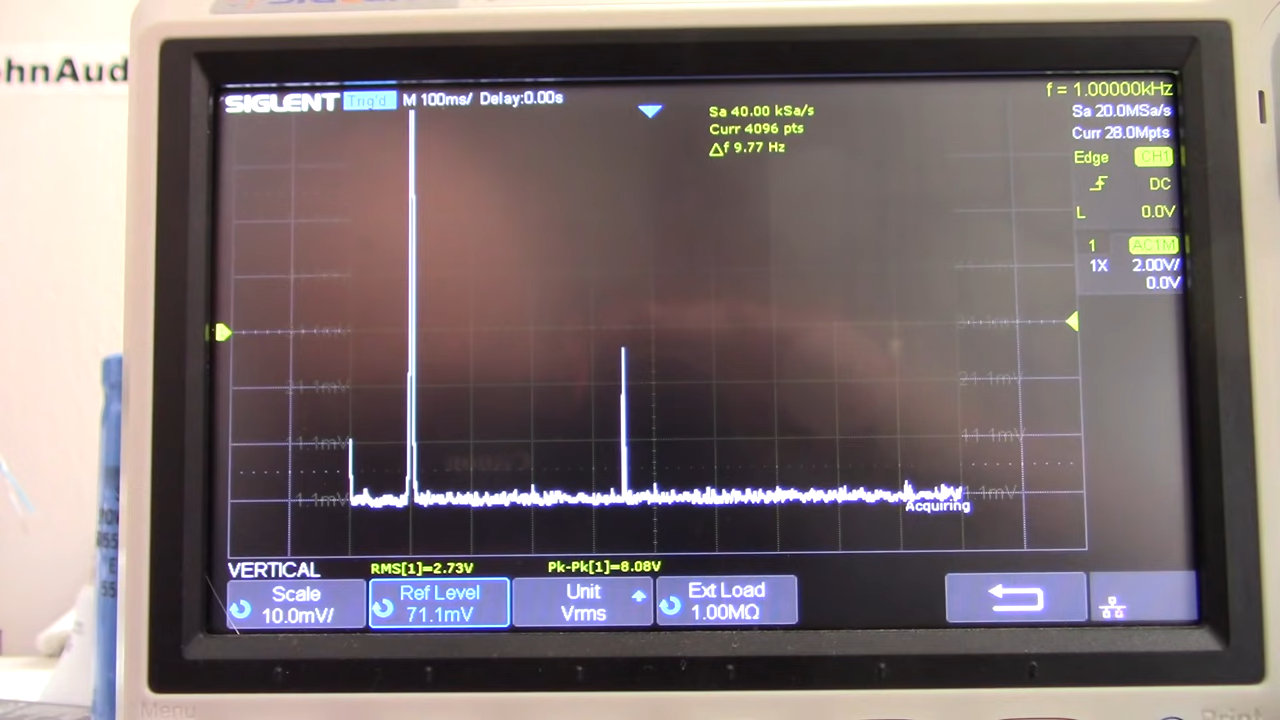 SIGLENT Trig'd M 100ms/ Delay:0.00s
f = 1.00000kHz
Sa 40.00 kSa/s
Curr 4096 pts
△f 9.77 Hz
Sa 20.0MSa/s
Curr 28.0Mpts
Edge CH1
DC
L 0.0V
1 AC1M
1X 2.00V/
0.0V
hnAud
21.1mV 21.1mV
11.1mV 11.1mV
1.1mV 1.1mV
Acquiring
VERTICAL RMS[1]=2.73V Pk-Pk[1]=8.08V
Scale
10.0mV/
Ref Level
71.1mV
Unit
Vrms
Ext Load
1.00MΩ
Menu
Print